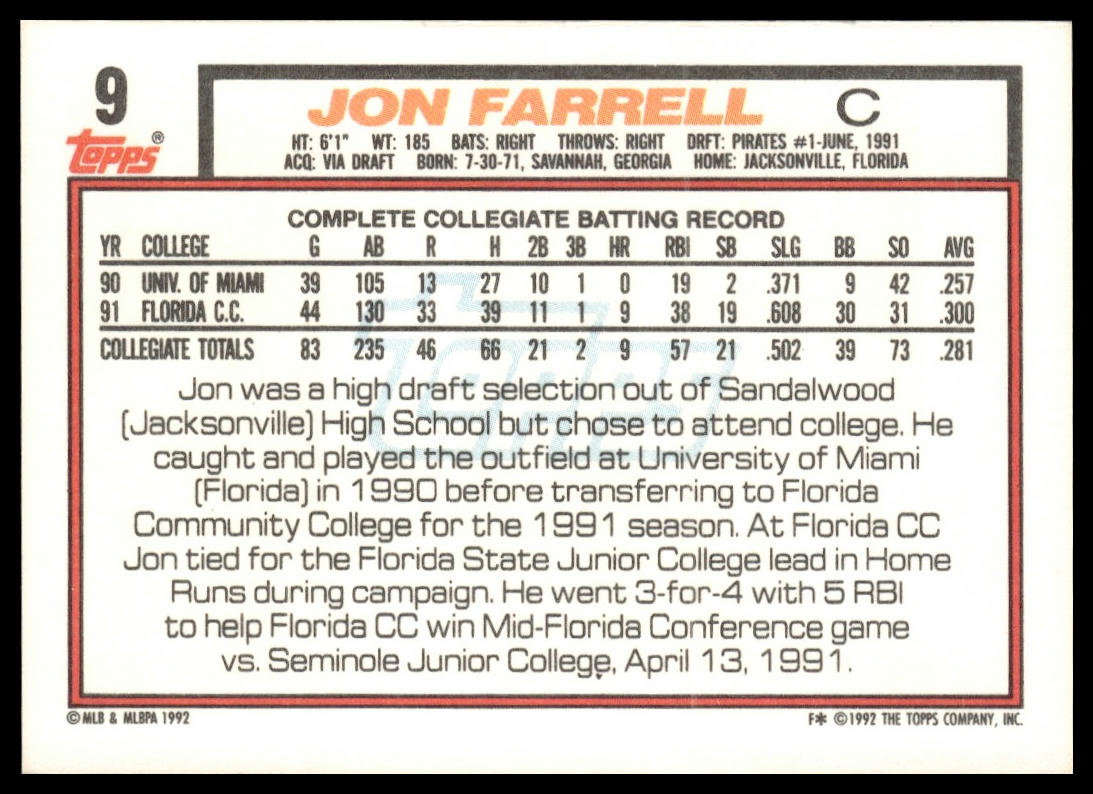 9
Topps®
JON FARRELL C
HT: 6'1" WT: 185 BATS: RIGHT THROWS: RIGHT DRFT: PIRATES #1-JUNE, 1991
ACQ: VIA DRAFT BORN: 7-30-71, SAVANNAH, GEORGIA HOME: JACKSONVILLE, FLORIDA
COMPLETE COLLEGIATE BATTING RECORD
YR COLLEGE G AB R H 2B 3B HR RBI SB SLG BB SO AVG
90 UNIV. OF MIAMI 39 105 13 27 10 1 0 19 2 .371 9 42 .257
91 FLORIDA C.C. 44 130 33 39 11 1 9 38 19 .608 30 31 .300
COLLEGIATE TOTALS 83 235 46 66 21 2 9 57 21 .502 39 73 .281
Topps
Jon was a high draft selection out of Sandalwood
(Jacksonville) High School but chose to attend college. He
caught and played the outfield at University of Miami
(Florida) in 1990 before transferring to Florida
Community College for the 1991 season. At Florida CC
Jon tied for the Florida State Junior College lead in Home
Runs during campaign. He went 3-for-4 with 5 RBI
to help Florida CC win Mid-Florida Conference game
vs. Seminole Junior College, April 13, 1991.
© MLB & MLBPA 1992
F* © 1992 THE TOPPS COMPANY, INC.